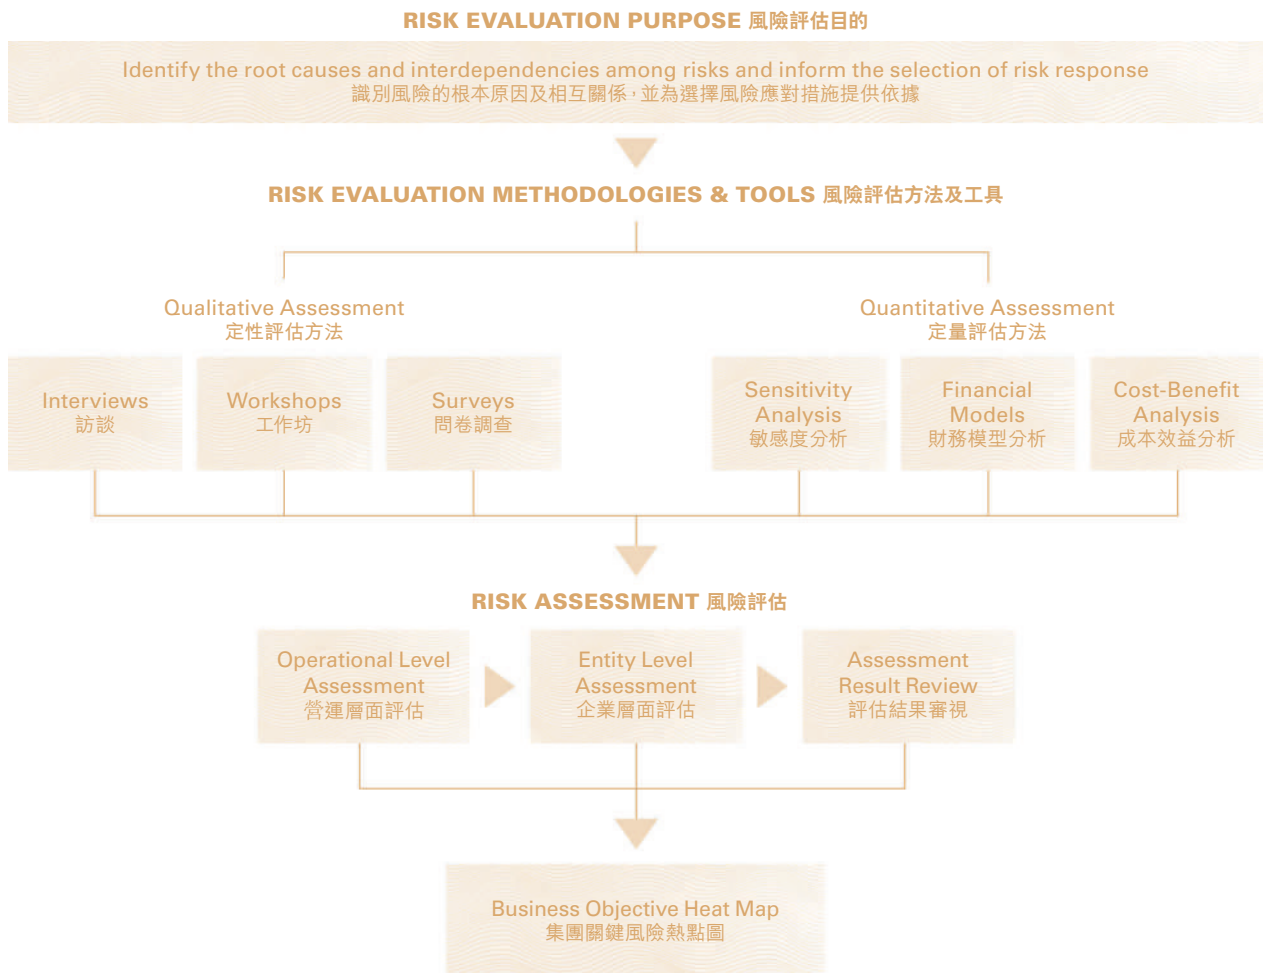 RISK EVALUATION PURPOSE 風險評估目的
Identify the root causes and interdependencies among risks and inform the selection of risk response
識別風險的根本原因及相互關係，並為選擇風險應對措施提供依據
RISK EVALUATION METHODOLOGIES & TOOLS 風險評估方法及工具
Qualitative Assessment
定性評估方法
Quantitative Assessment
定量評估方法
Interviews
訪談
Workshops
工作坊
Surveys
問卷調查
Sensitivity
Analysis
敏感度分析
Financial
Models
財務模型分析
Cost-Benefit
Analysis
成本效益分析
RISK ASSESSMENT 風險評估
Operational Level
Assessment
營運層面評估
Entity Level
Assessment
企業層面評估
Assessment
Result Review
評估結果審視
Business Objective Heat Map
集團關鍵風險熱點圖